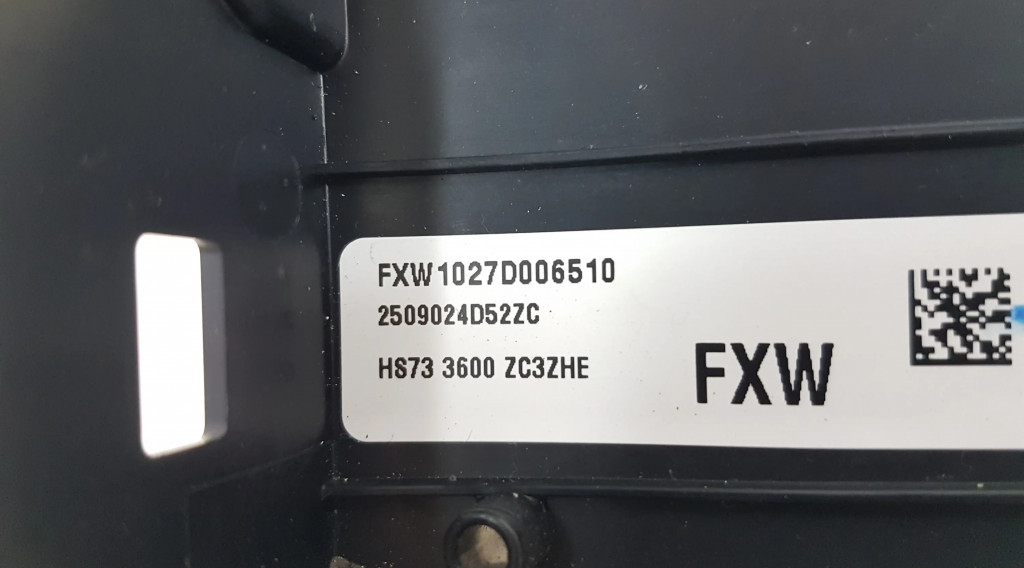 FXW1027D006510
2509024D52ZC
HS73 3600 ZC3ZHE
FXW